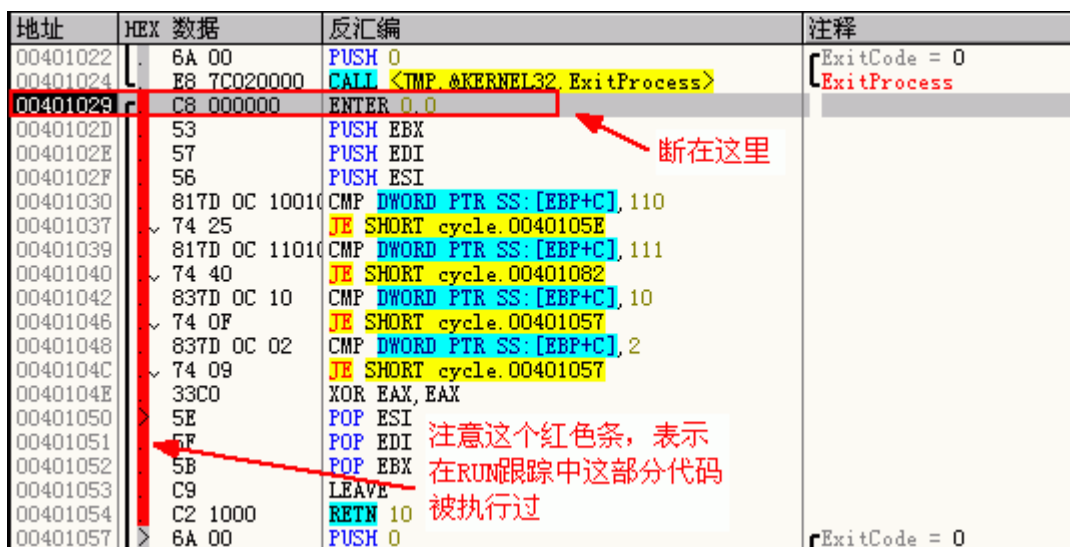 地址 HEX 数据 反汇编 注释
00401022 . 6A 00 PUSH 0 ExitCode = 0
00401024 . E8 7C020000 CALL <JMP.&KERNEL32.ExitProcess> ExitProcess
00401029 . C8 000000 ENTER 0,0
0040102D . 53 PUSH EBX
断在这里
0040102E . 57 PUSH EDI
0040102F . 56 PUSH ESI
00401030 . 817D 0C 1001 CMP DWORD PTR SS:[EBP+C],110
00401037 . 74 25 JE SHORT cycle.0040105E
00401039 . 817D 0C 1101 CMP DWORD PTR SS:[EBP+C],111
00401040 . 74 40 JE SHORT cycle.00401082
00401042 . 837D 0C 10 CMP DWORD PTR SS:[EBP+C],10
00401046 . 74 0F JE SHORT cycle.00401057
00401048 . 837D 0C 02 CMP DWORD PTR SS:[EBP+C],2
0040104C . 74 09 JE SHORT cycle.00401057
0040104E . 33C0 XOR EAX,EAX
00401050 > 5E POP ESI
00401051 . 5F POP EDI
00401052 . 5B POP EBX
00401053 . C9 LEAVE
00401054 . C2 1000 RETN 10
注意这个红色条，表示
在RUN跟踪中这部分代码
被执行过
00401057 > 6A 00 PUSH 0 ExitCode = 0